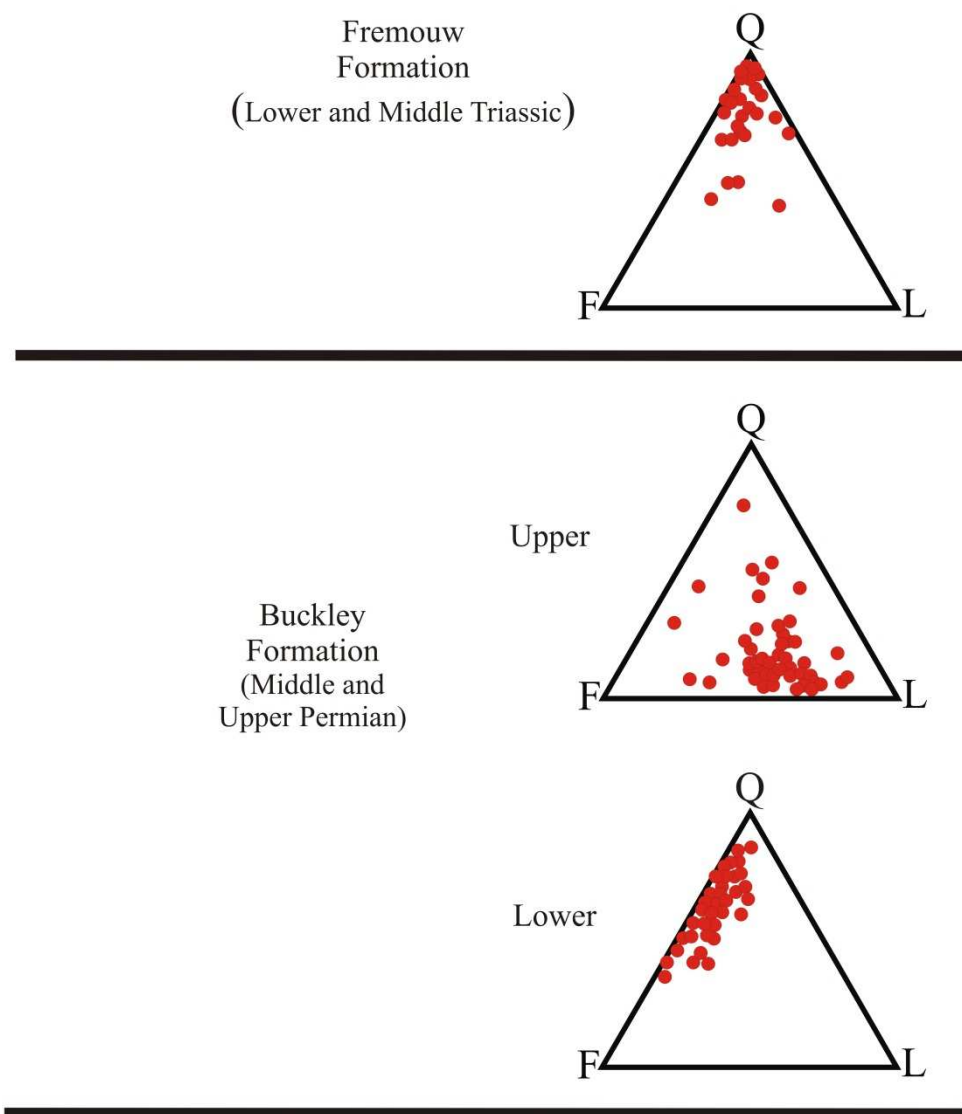 Fremouw
Formation
(Lower and Middle Triassic)
Q
F
L
Buckley
Formation
(Middle and
Upper Permian)
Upper
Q
F
L
Lower
Q
F
L